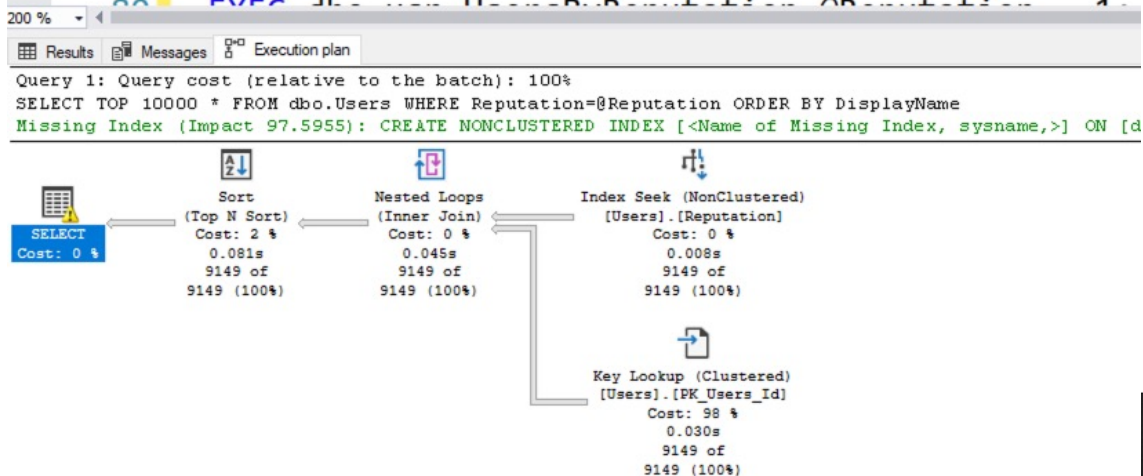 200 %
Results Messages Execution plan
Query 1: Query cost (relative to the batch): 100%
SELECT TOP 10000 * FROM dbo.Users WHERE Reputation=@Reputation ORDER BY DisplayName
Missing Index (Impact 97.5955): CREATE NONCLUSTERED INDEX [<Name of Missing Index, sysname,>] ON [d
SELECT
Cost: 0 %
Sort
(Top N Sort)
Cost: 2 %
0.081s
9149 of
9149 (100%)
Nested Loops
(Inner Join)
Cost: 0 %
0.045s
9149 of
9149 (100%)
Index Seek (NonClustered)
[Users].[Reputation]
Cost: 0 %
0.008s
9149 of
9149 (100%)
Key Lookup (Clustered)
[Users].[PK_Users_Id]
Cost: 98 %
0.030s
9149 of
9149 (100%)